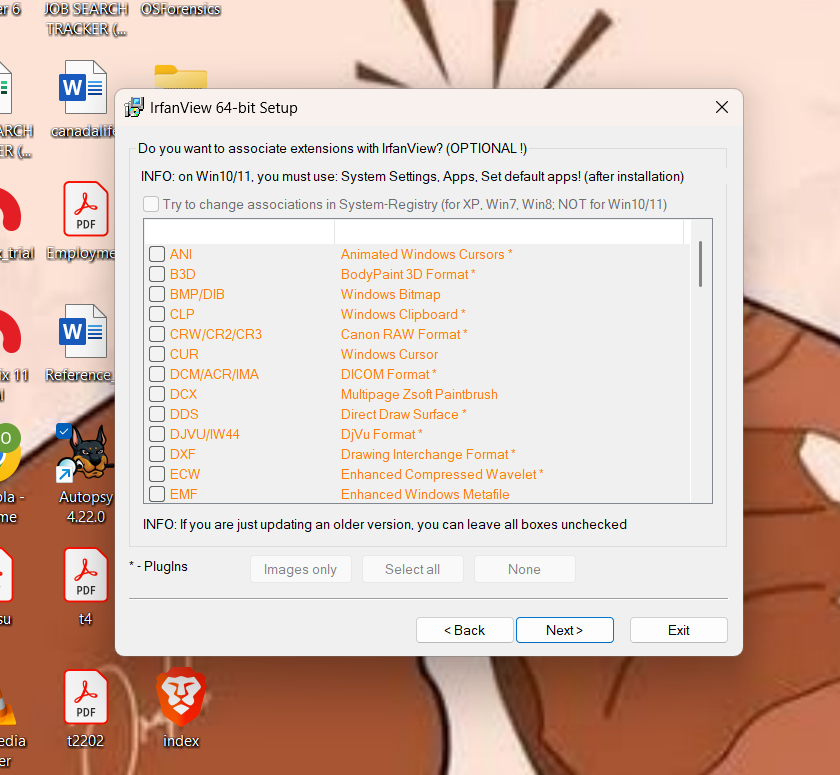 er 6
JOB SEARCH
TRACKER (...
OSForensics
ARCH
ER (...
canadalife
_trial
Employme
ix 11
Reference_
Autopsy
4.22.0
me
su
t4
edia
er
t2202
index
W
W
PDF
PDF
PDF
IrfanView 64-bit Setup
Do you want to associate extensions with IrfanView? (OPTIONAL !)
INFO: on Win10/11, you must use: System Settings, Apps, Set default apps! (after installation)
Try to change associations in System-Registry (for XP, Win7, Win8; NOT for Win10/11)
ANI Animated Windows Cursors *
B3D BodyPaint 3D Format *
BMP/DIB Windows Bitmap
CLP Windows Clipboard *
CRW/CR2/CR3 Canon RAW Format *
CUR Windows Cursor
DCM/ACR/IMA DICOM Format *
DCX Multipage Zsoft Paintbrush
DDS Direct Draw Surface *
DJVU/IW44 DjVu Format *
DXF Drawing Interchange Format *
ECW Enhanced Compressed Wavelet *
EMF Enhanced Windows Metafile
INFO: If you are just updating an older version, you can leave all boxes unchecked
* - PlugIns
Images only
Select all
None
< Back
Next >
Exit